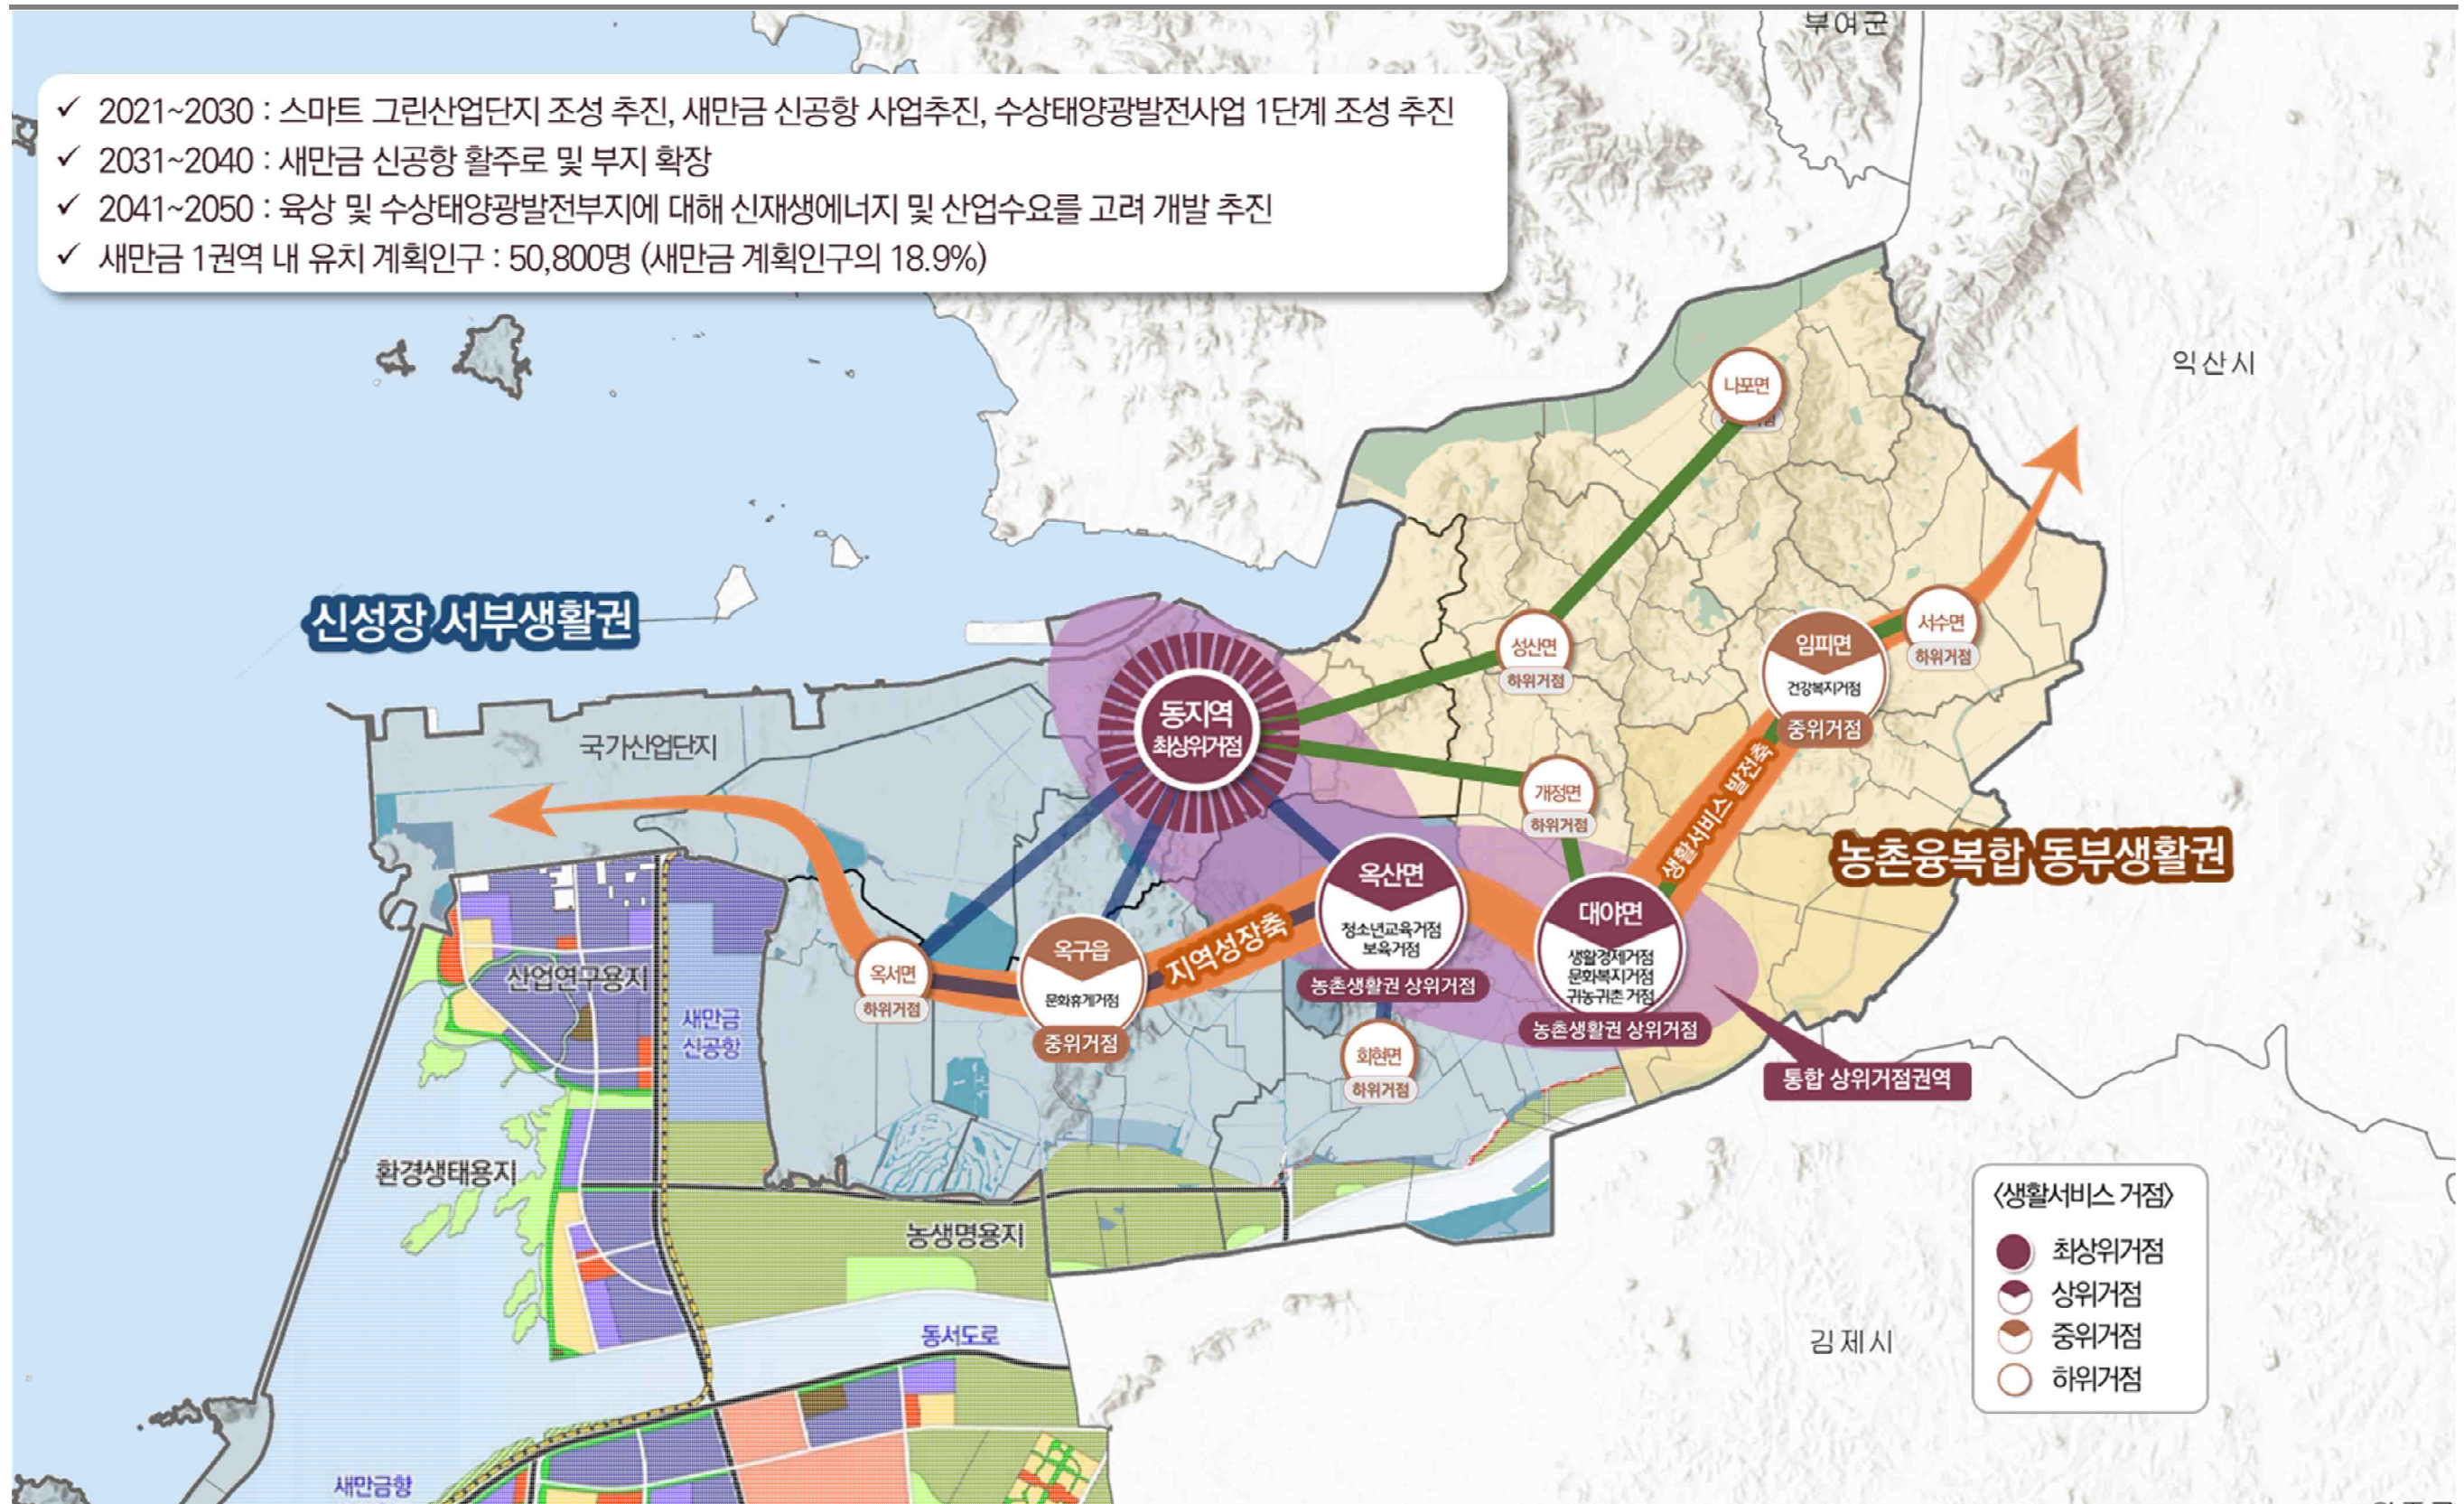 부여군
✓ 2021~2030 : 스마트 그린산업단지 조성 추진, 새만금 신공항 사업추진, 수상태양광발전사업 1단계 조성 추진
✓ 2031~2040 : 새만금 신공항 활주로 및 부지 확장
✓ 2041~2050 : 육상 및 수상태양광발전부지에 대해 신재생에너지 및 산업수요를 고려 개발 추진
✓ 새만금 1권역 내 유치 계획인구 : 50,800명 (새만금 계획인구의 18.9%)
익산시
나포면
신성장 서부생활권
성산면
하위거점
서수면
하위거점
임피면
건강복지거점
중위거점
동지역
최상위거점
국가산업단지
개정면
하위거점
생활서비스 발전축
농촌융복합 동부생활권
옥산면
청소년교육거점
보육거점
농촌생활권 상위거점
대야면
생활경제거점
문화복지거점
귀농귀촌 거점
농촌생활권 상위거점
지역성장축
옥구읍
문화휴게거점
중위거점
옥서면
하위거점
산업연구용지
새만금
신공항
회현면
하위거점
통합 상위거점권역
환경생태용지
농생명용지
동서도로
김제시
새만금항
〈생활서비스 거점〉
최상위거점
상위거점
중위거점
하위거점